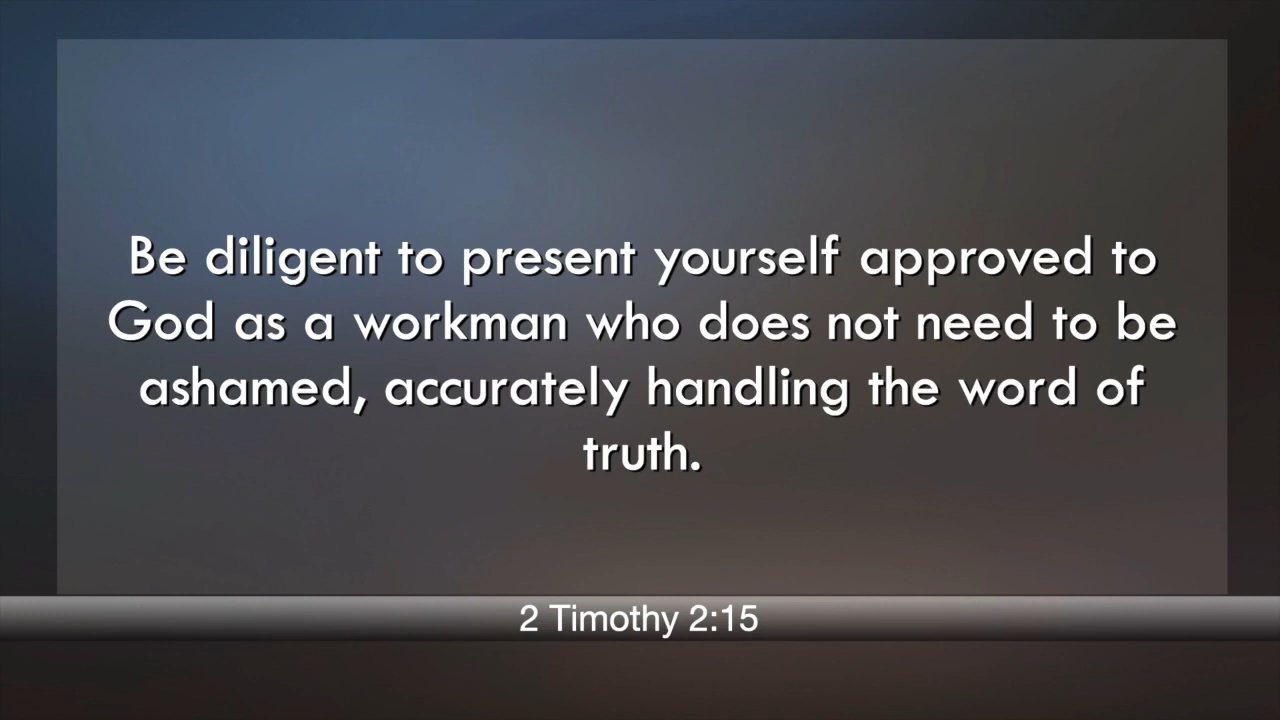 Be diligent to present yourself approved to
God as a workman who does not need to be
ashamed, accurately handling the word of
truth.
2 Timothy 2:15